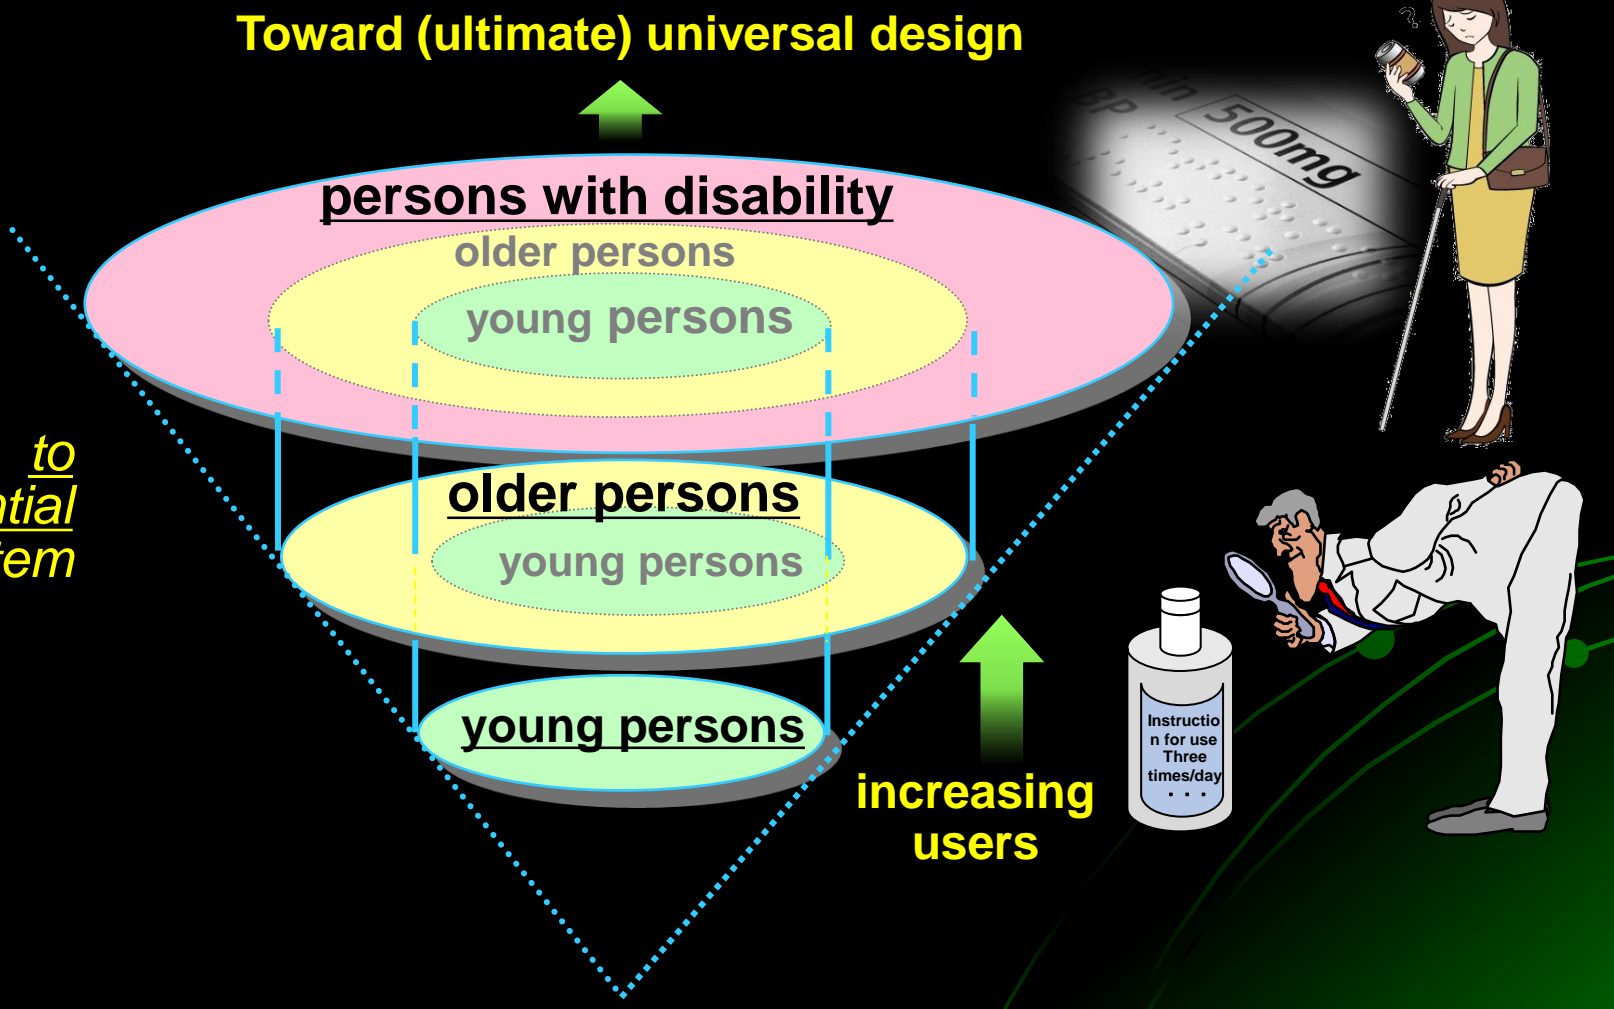 Toward (ultimate) universal design
persons with disability
older persons
young persons
to
tem
older persons
young persons
young persons
increasing
users
min
BP
500mg
?
Instructio
n for use
Three
times/day
. . .